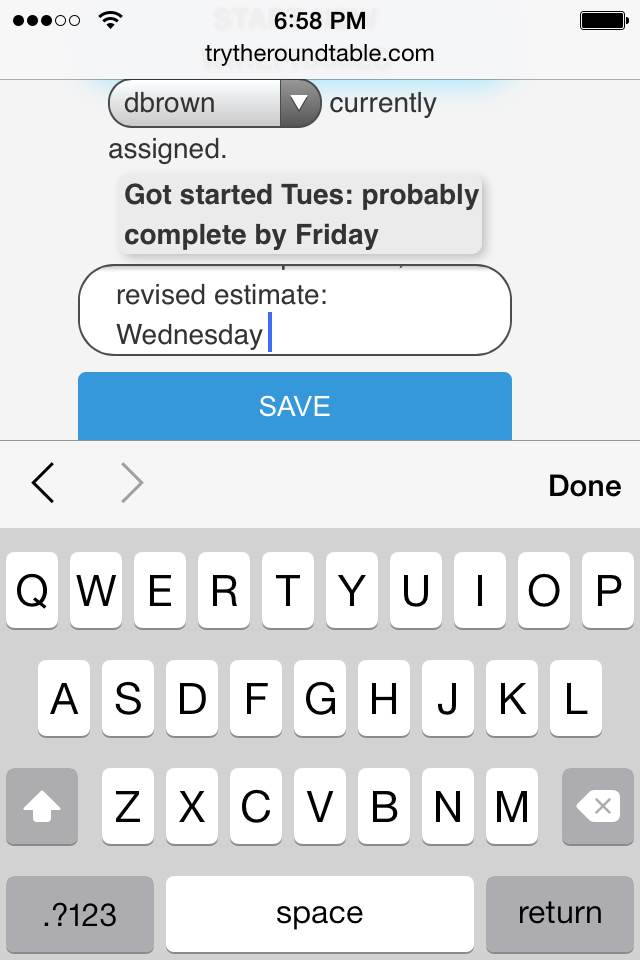 6:58 PM
trytheroundtable.com
dbrown currently
assigned.
Got started Tues: probably
complete by Friday
revised estimate:
Wednesday
SAVE
Done
Q W E R T Y U I O P
A S D F G H J K L
Z X C V B N M
.?123 space return